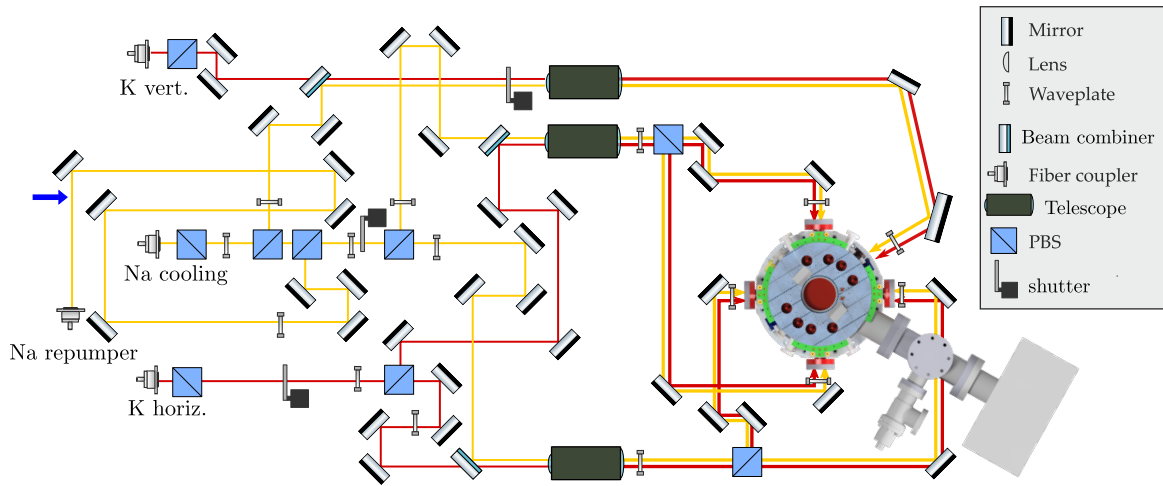 K vert.
Na cooling
Na repumper
K horiz.
Mirror
Lens
Waveplate
Beam combiner
Fiber coupler
Telescope
PBS
shutter